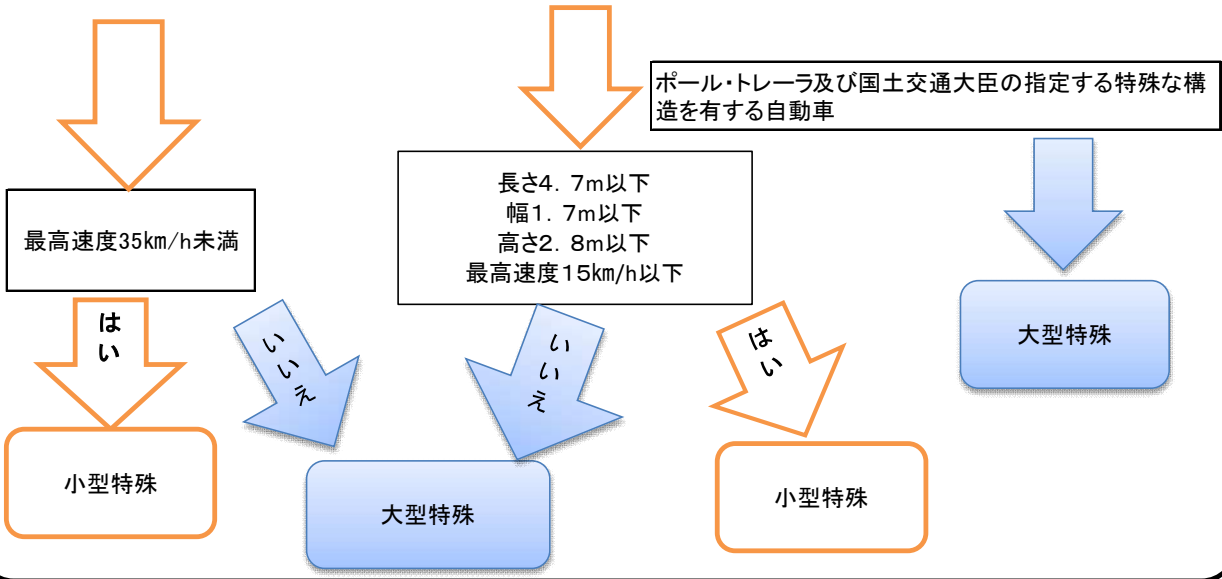 ポール・トレーラ及び国土交通大臣の指定する特殊な構
造を有する自動車
最高速度35km/h未満
長さ4．7m以下
幅1．7m以下
高さ2．8m以下
最高速度15km/h以下
はい
いいえ
いいえ
はい
大型特殊
小型特殊
大型特殊
小型特殊